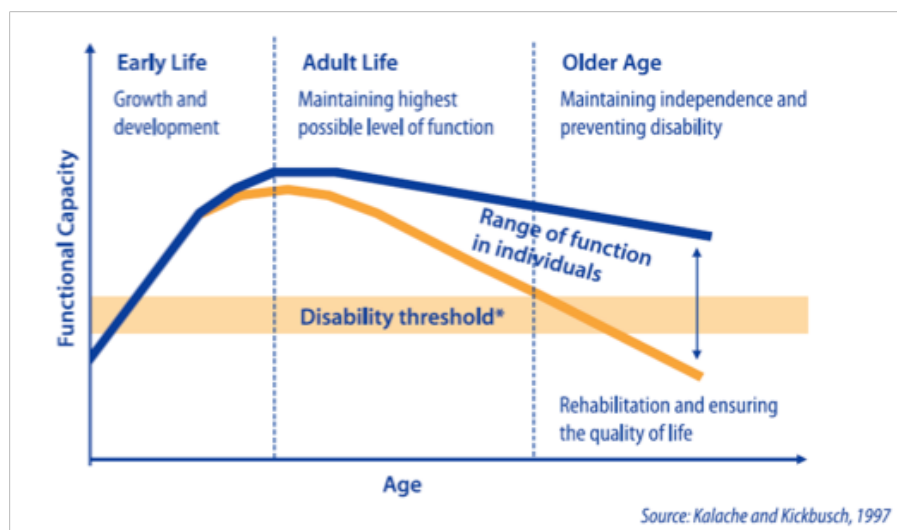 Early Life
Growth and
development
Adult Life
Maintaining highest
possible level of function
Older Age
Maintaining independence and
preventing disability
Functional Capacity
Range of function
in individuals
Disability threshold*
Rehabilitation and ensuring
the quality of life
Age
Source: Kalache and Kickbusch, 1997